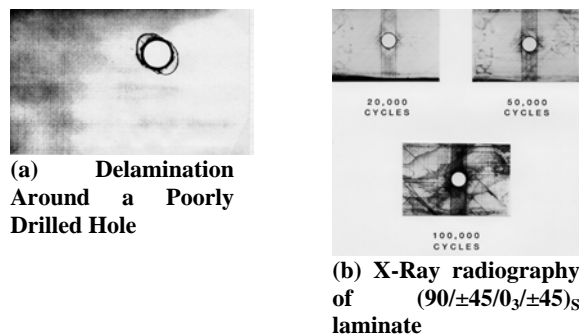 20,000
CYCLES
50,000
CYCLES
100,000
CYCLES
(a) Delamination
Around a Poorly
Drilled Hole
(b) X-Ray radiography
of (90/±45/0₃/±45)ₛ
laminate